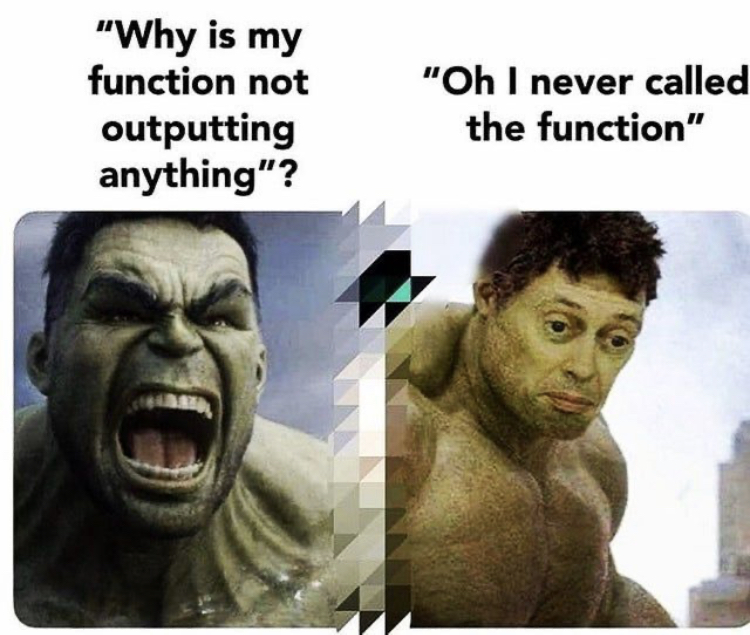 "Why is my
function not
outputting
anything"?
"Oh I never called
the function"